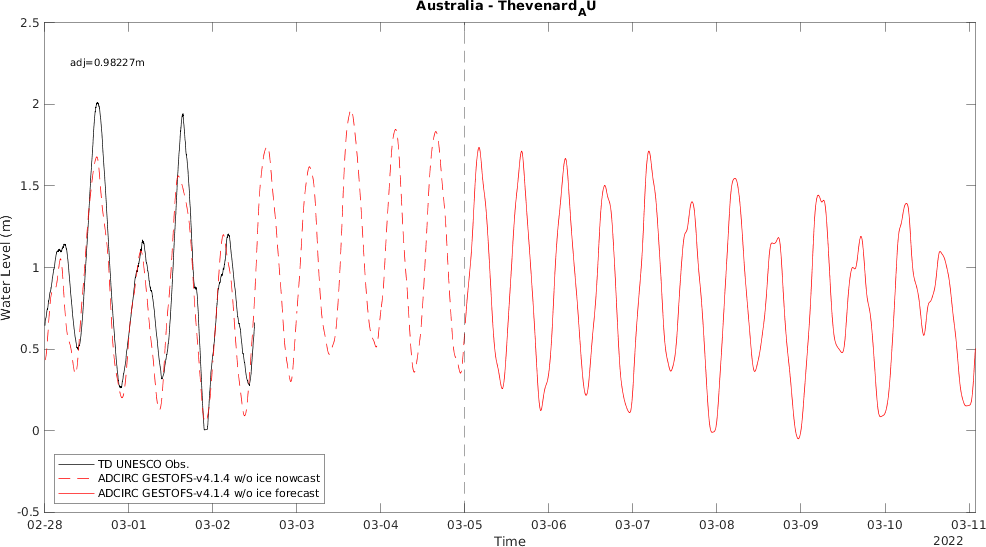 Australia - Thevenard_AU
2.5
2
1.5
1
0.5
0
-0.5
Water Level (m)
adj=0.98227m
TD UNESCO Obs.
ADCIRC GESTOFS-v4.1.4 w/o ice nowcast
ADCIRC GESTOFS-v4.1.4 w/o ice forecast
02-28 03-01 03-02 03-03 03-04 03-05 03-06 03-07 03-08 03-09 03-10 03-11
Time
2022